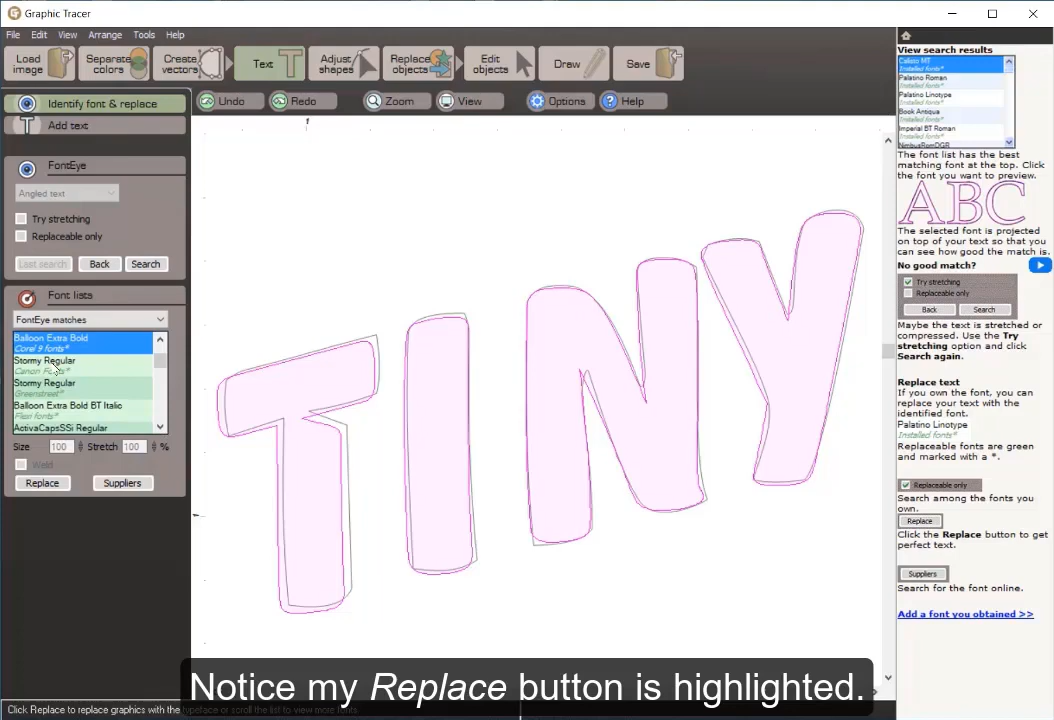 Graphic Tracer
File Edit View Arrange Tools Help
Load image
Separate colors
Create vectors
Text
Adjust shapes
Replace objects
Edit objects
Draw
Save
Identify font & replace
Add text
Undo
Redo
Zoom
View
Options
Help
FontEye
Angled text
Try stretching
Replaceable only
Last search
Back
Search
Font lists
FontEye matches
Balloon Extra Bold
Corel 9 fonts*
Stormy Regular
Canon Fonts*
Stormy Regular
Greenstreet*
Balloon Extra Bold BT Italic
Flexi fonts*
ActivaCapsSSi Regular
Size 100 Stretch 100 %
Weld
Replace
Suppliers
TINY
View search results
Calisto MT
Installed fonts*
Palatino Roman
Installed fonts*
Palatino Linotype
Installed fonts*
Book Antiqua
Installed fonts*
Imperial BT Roman
Installed fonts*
NimbusRomDGR
The font list has the best
matching font at the top. Click
the font you want to preview.
ABC
The selected font is projected
on top of your text so that you
can see how good the match is.
No good match?
Try stretching
Replaceable only
Back
Search
Maybe the text is stretched or
compressed. Use the Try
stretching option and click
Search again.
Replace text
If you own the font, you can
replace your text with the
identified font.
Palatino Linotype
Installed fonts*
Replaceable fonts are green
and marked with a *.
Replaceable only
Search among the fonts you
own.
Replace
Click the Replace button to get
perfect text.
Suppliers
Search for the font online.
Add a font you obtained >>
Notice my Replace button is highlighted.
Click Replace to replace graphics with the typeface or scroll the list to view more fonts